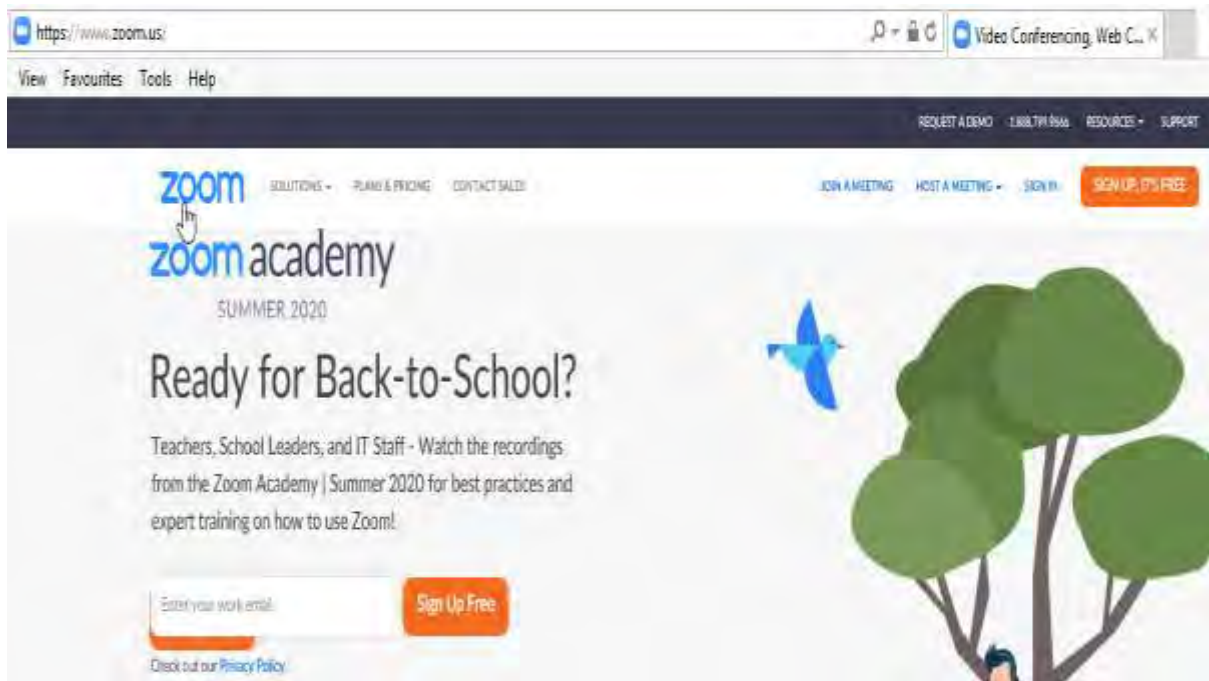 https://www.zoom.us/
Video Conferencing, Web C...
View Favourites Tools Help
REQUEST A DEMO 1.888.799.9666 RESOURCES SUPPORT
zoom SOLUTIONS PLANS & PRICING CONTACT SALES JOIN A MEETING HOST A MEETING SIGN IN SIGN UP, IT'S FREE
zoom academy
SUMMER 2020
Ready for Back-to-School?
Teachers, School Leaders, and IT Staff - Watch the recordings
from the Zoom Academy | Summer 2020 for best practices and
expert training on how to use Zoom!
Enter your work email Sign Up Free
Check out our Privacy Policy